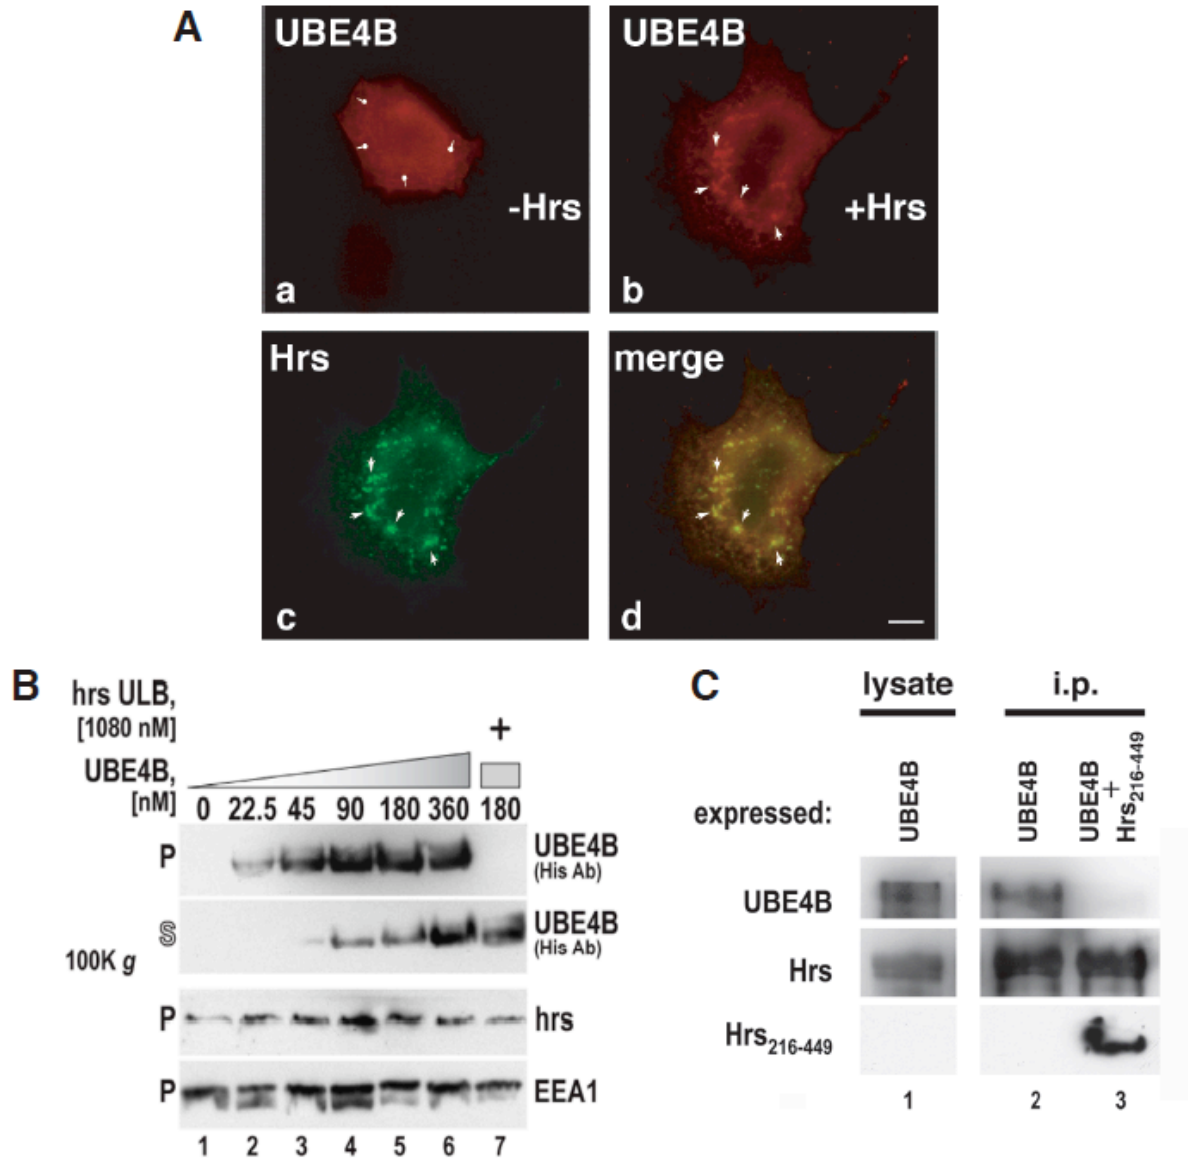 A
UBE4B
-Hrs
a
UBE4B
+Hrs
b
Hrs
c
merge
d
B
hrs ULB,
[1080 nM]
+
UBE4B,
[nM]
0 22.5 45 90 180 360 180
P
UBE4B
(His Ab)
S
UBE4B
(His Ab)
100K g
P
hrs
P
EEA1
1 2 3 4 5 6 7
C
lysate
i.p.
expressed:
UBE4B
UBE4B
UBE4B
+
Hrs216-449
UBE4B
Hrs
Hrs216-449
1 2 3